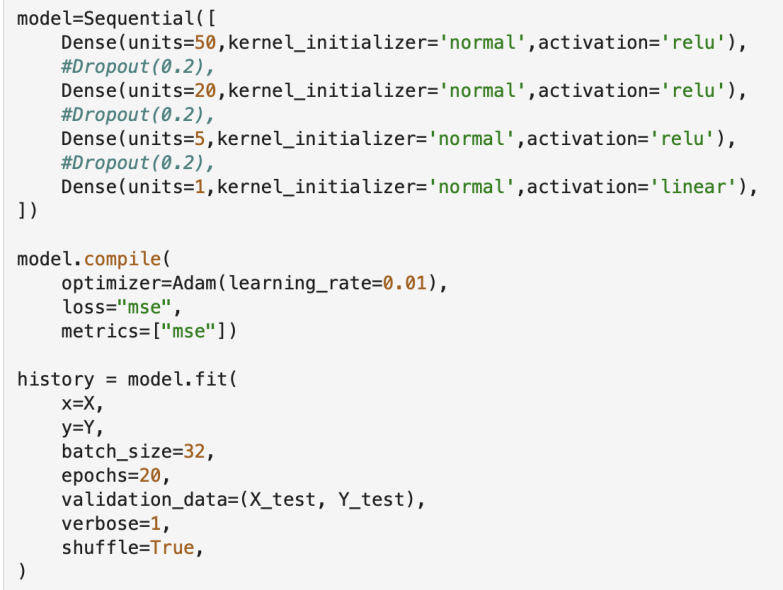 model=Sequential([
    Dense(units=50,kernel_initializer='normal',activation='relu'),
    #Dropout(0.2),
    Dense(units=20,kernel_initializer='normal',activation='relu'),
    #Dropout(0.2),
    Dense(units=5,kernel_initializer='normal',activation='relu'),
    #Dropout(0.2),
    Dense(units=1,kernel_initializer='normal',activation='linear'),
])

model.compile(
    optimizer=Adam(learning_rate=0.01),
    loss="mse",
    metrics=["mse"])

history = model.fit(
    x=X,
    y=Y,
    batch_size=32,
    epochs=20,
    validation_data=(X_test, Y_test),
    verbose=1,
    shuffle=True,
)